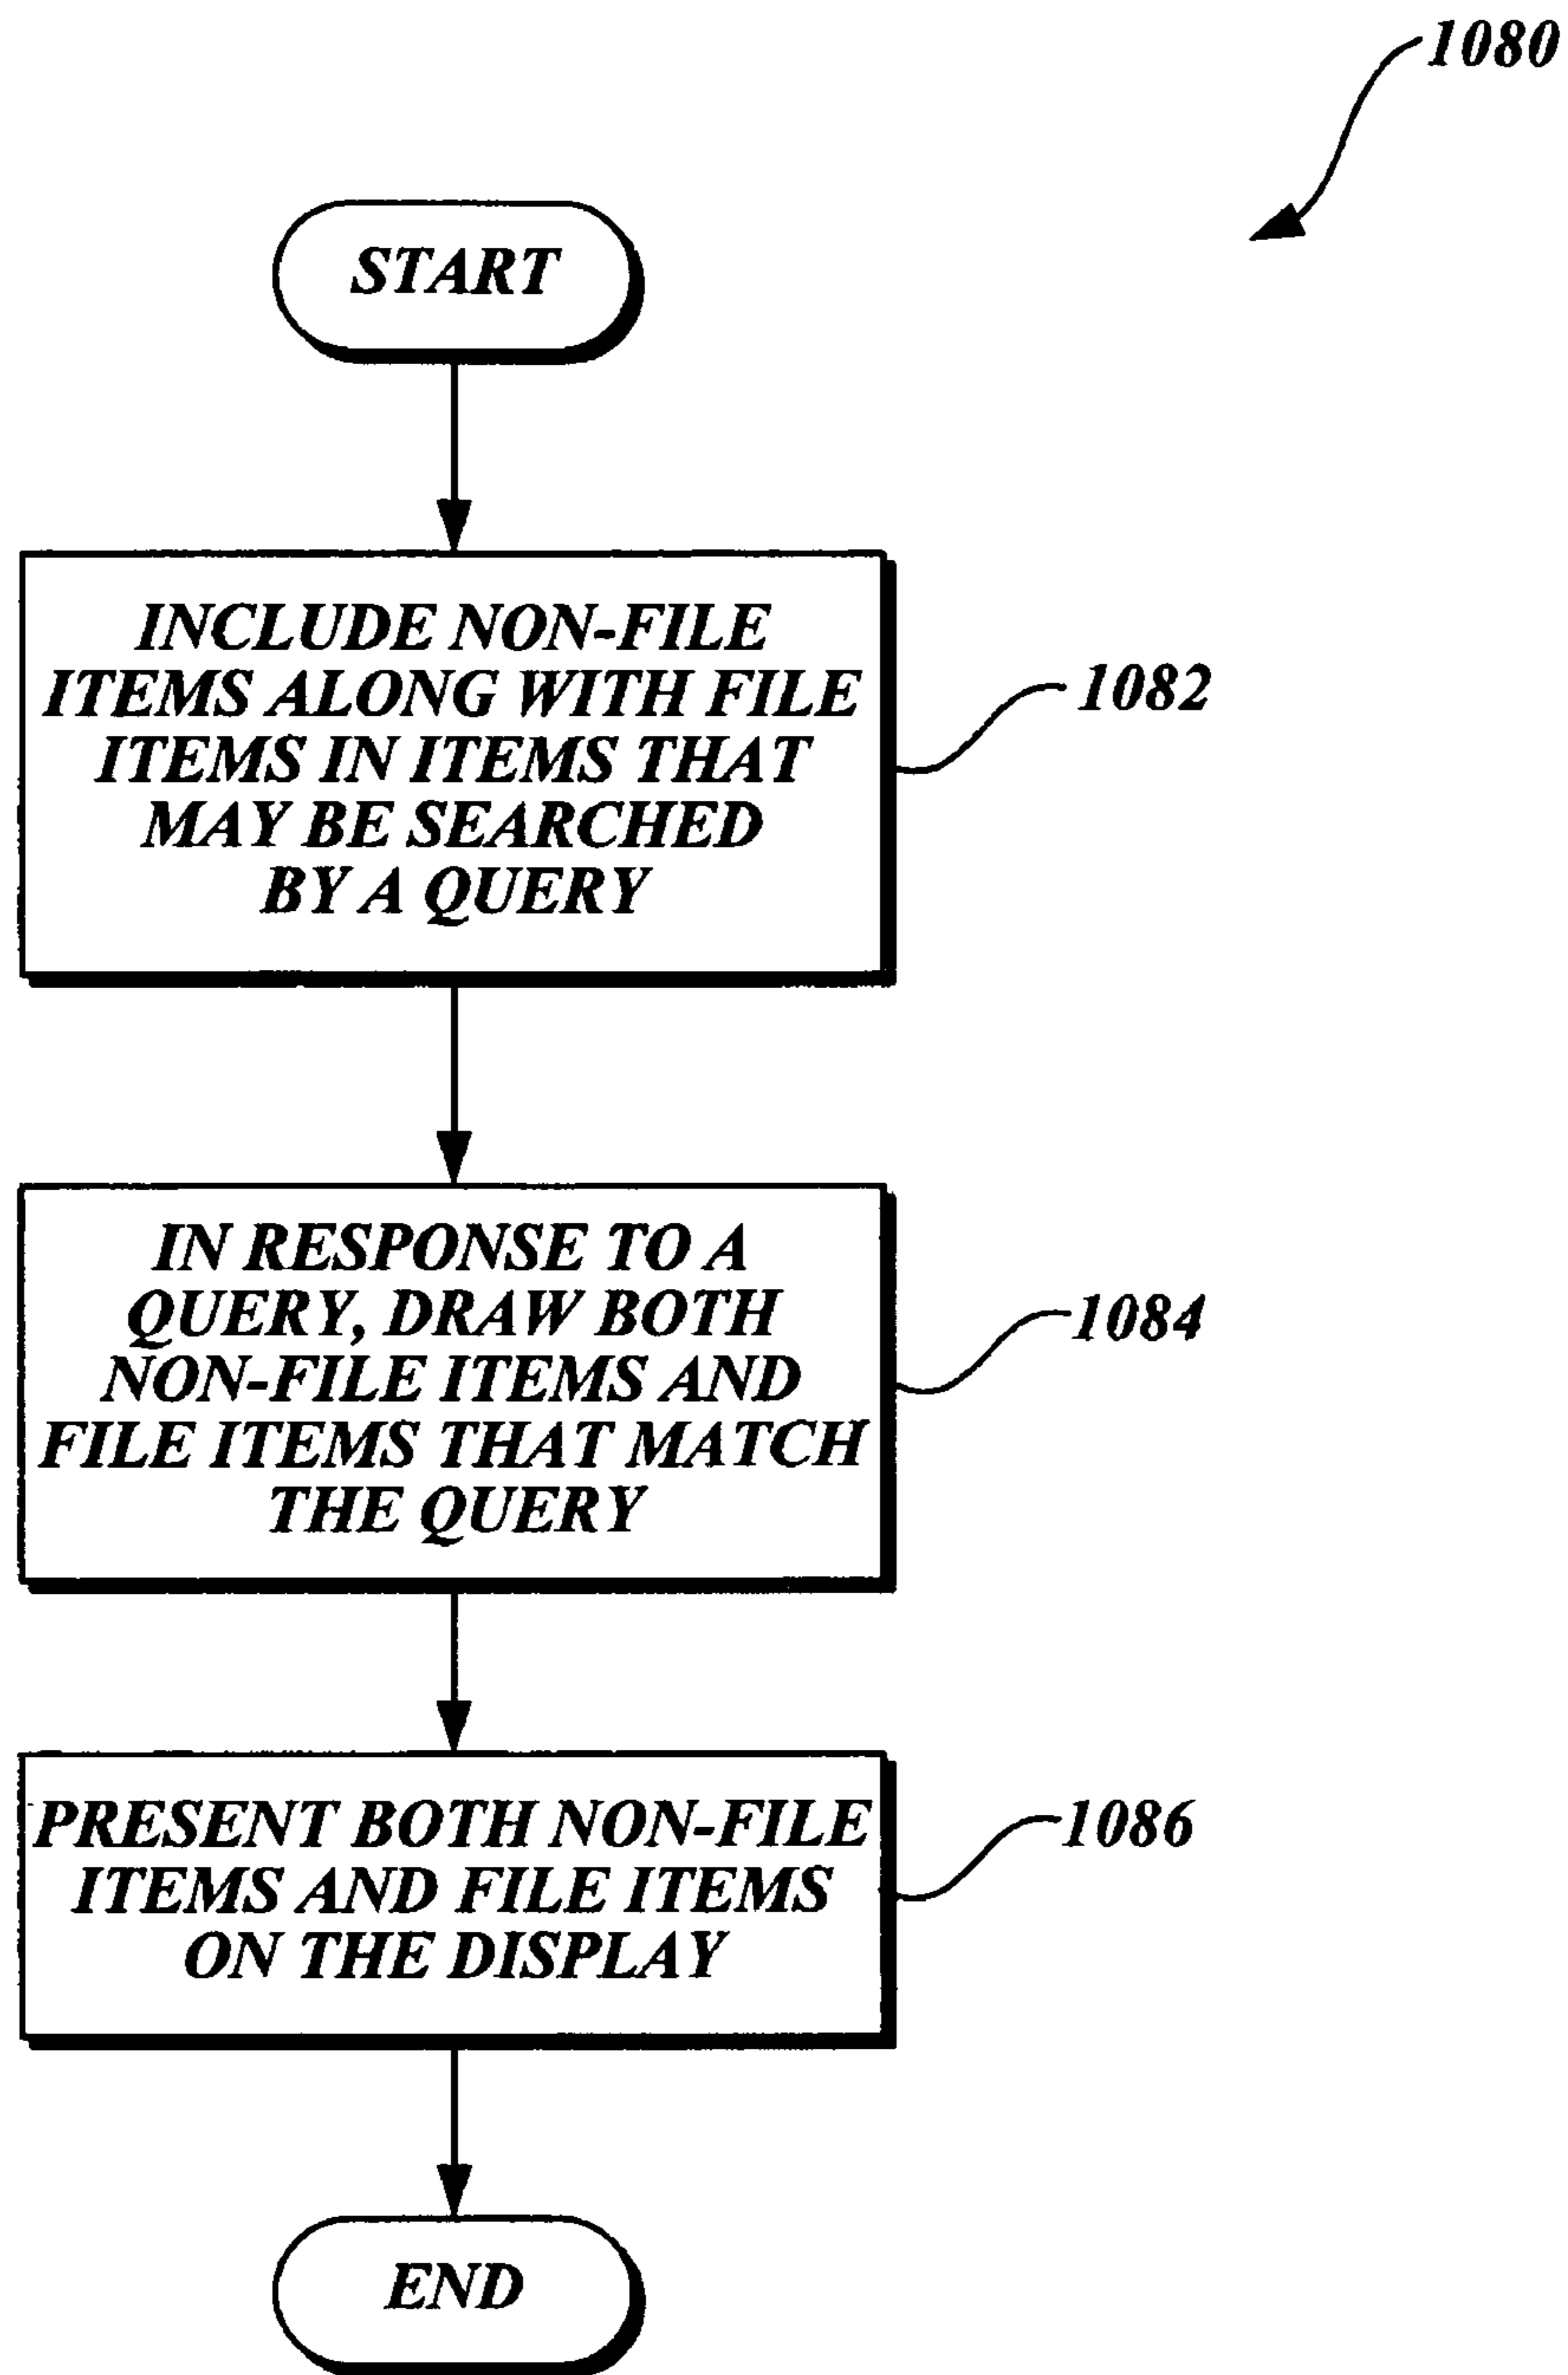 1080
START
INCLUDE NON-FILE
ITEMS ALONG WITH FILE
ITEMS IN ITEMS THAT
MAY BE SEARCHED
BY A QUERY
1082
IN RESPONSE TO A
QUERY, DRAW BOTH
NON-FILE ITEMS AND
FILE ITEMS THAT MATCH
THE QUERY
1084
PRESENT BOTH NON-FILE
ITEMS AND FILE ITEMS
ON THE DISPLAY
1086
END